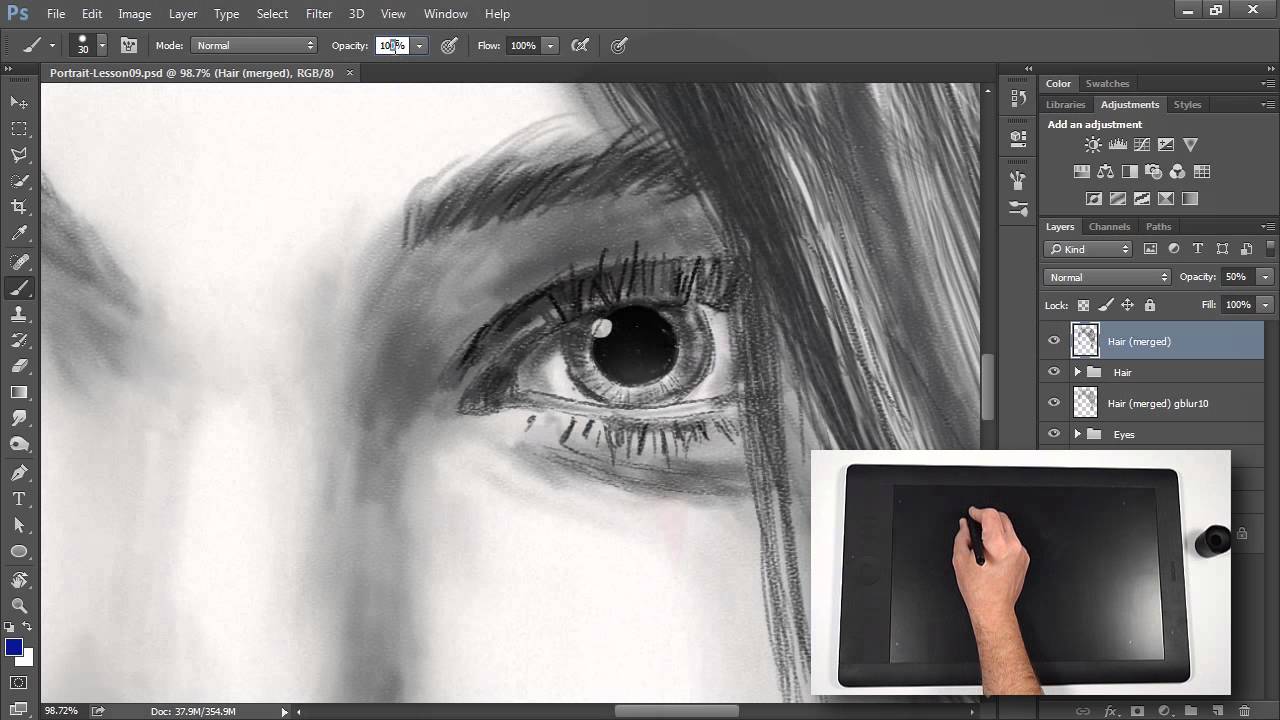 Ps File Edit Image Layer Type Select Filter 3D View Window Help
30 Mode: Normal Opacity: 100% Flow: 100%
Portrait-Lesson09.psd @ 98.7% (Hair (merged), RGB/8) ×
Color Swatches
Libraries Adjustments Styles
Add an adjustment
Layers Channels Paths
Kind
Normal Opacity: 50%
Lock: Fill: 100%
Hair (merged)
Hair
Hair (merged) gblur10
Eyes
98.72% Doc: 37.9M/354.9M
fx